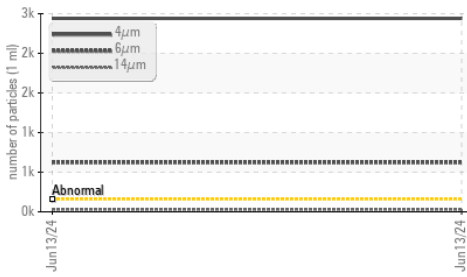 3k
2k
2k
1k
1k
0k
number of particles (1 ml)
4μm
6μm
14μm
Abnormal
Jun13/24
Jun13/24